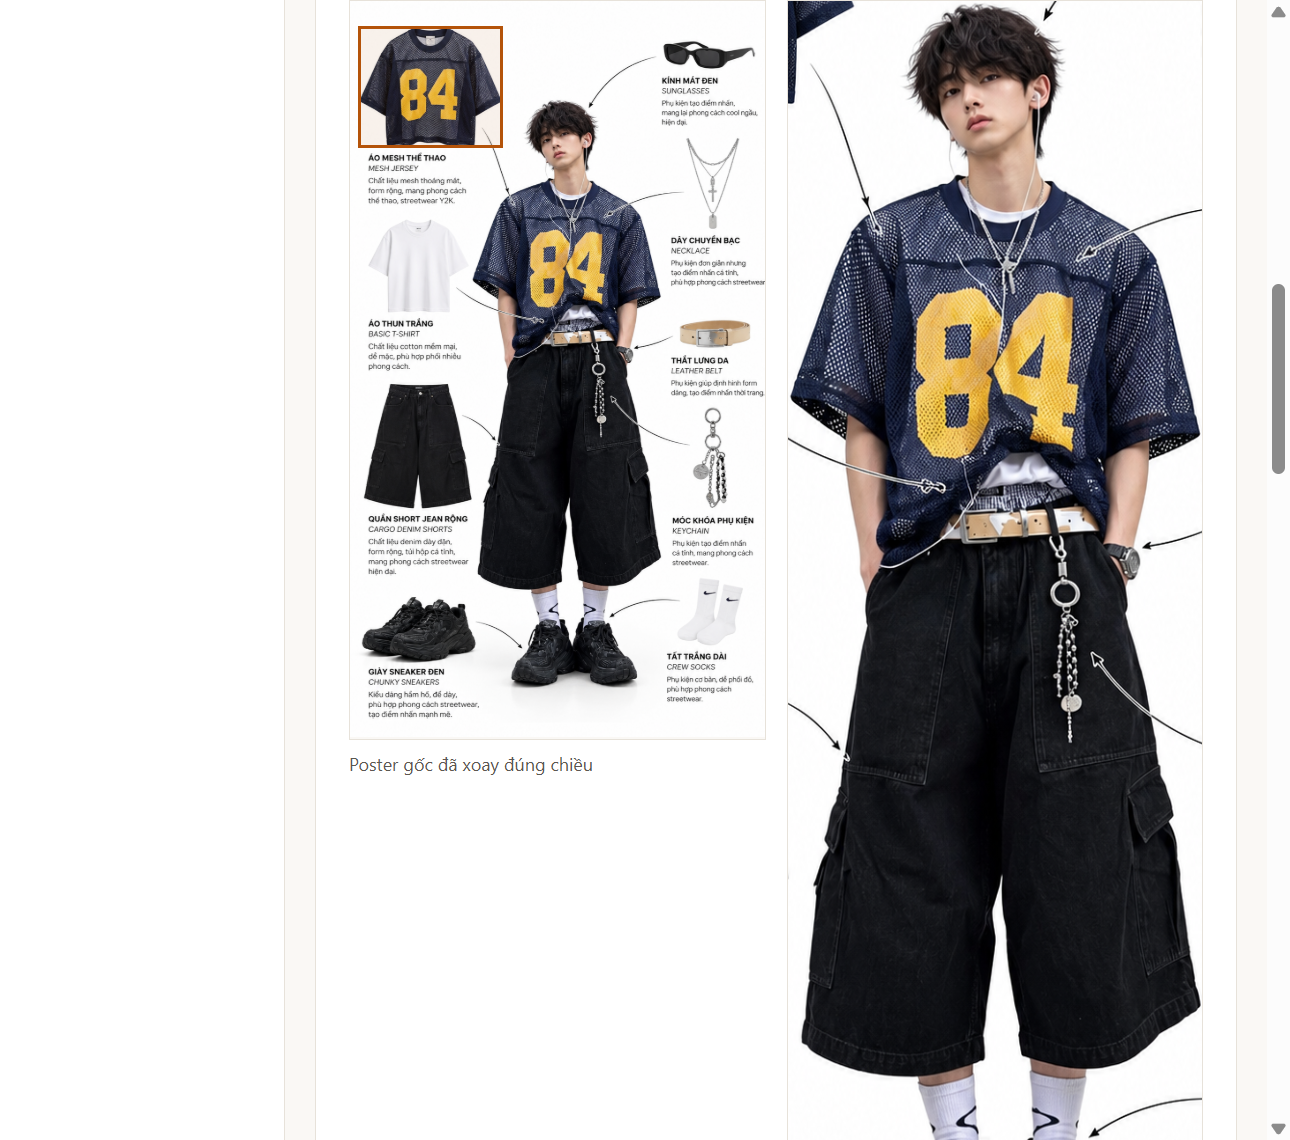 84
ÁO MESH THỂ THAO
MESH JERSEY
Chất liệu mesh thoáng mát,
form rộng, mang phong cách
thể thao, streetwear Y2K.
ÁO THUN TRẮNG
BASIC T-SHIRT
Chất liệu cotton mềm mại,
dễ mặc, phù hợp phối nhiều
phong cách.
QUẦN SHORT JEAN RỘNG
CARGO DENIM SHORTS
Chất liệu denim dày dặn,
form rộng, túi hộp cá tính,
mang phong cách streetwear
hiện đại.
GIÀY SNEAKER ĐEN
CHUNKY SNEAKERS
Kiểu dáng hầm hố, đế dày,
phù hợp phong cách streetwear,
tạo điểm nhấn mạnh mẽ.
84
KÍNH MÁT ĐEN
SUNGLASSES
Phụ kiện tạo điểm nhấn,
mang lại phong cách cool ngầu,
hiện đại.
DÂY CHUYỀN BẠC
NECKLACE
Phụ kiện đơn giản nhưng
tạo điểm nhấn cá tính,
phù hợp phong cách streetwear
THẮT LƯNG DA
LEATHER BELT
Phụ kiện giúp định hình form
dáng, tạo điểm nhấn thời trang.
MÓC KHÓA PHỤ KIỆN
KEYCHAIN
Phụ kiện tạo điểm nhấn
cá tính, mang phong cách
streetwear.
TẤT TRẮNG DÀI
CREW SOCKS
Phụ kiện cơ bản, dễ phối đồ,
phù hợp phong cách
streetwear.
Poster gốc đã xoay đúng chiều
84